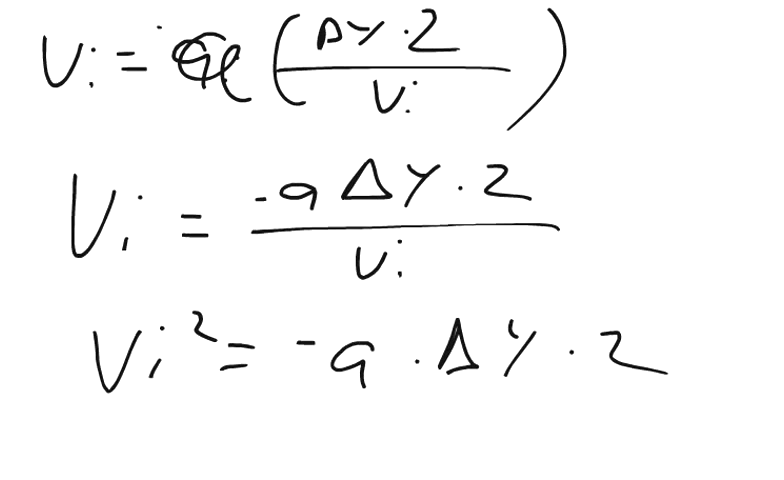 Vi = a (ΔY · 2 / Vi)
Vi = -a ΔY · 2 / Vi
Vi² = -a · ΔY · 2